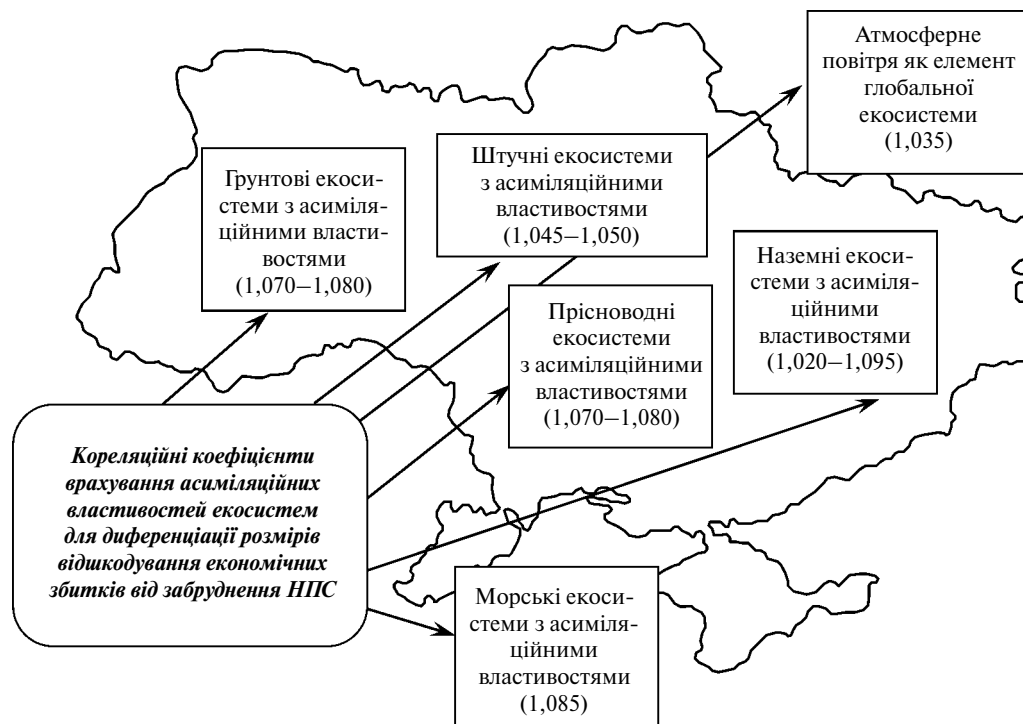 Атмосферне
повітря як елемент
глобальної
екосистеми
(1,035)
Штучні екосистеми
з асиміляційними
властивостями
(1,045–1,050)
Грунтові екоси-
стеми з асиміля-
ційними власти-
востями
(1,070–1,080)
Наземні екоси-
стеми з асиміля-
ційними
властивостями
(1,020–1,095)
Прісноводні
екосистеми
з асиміляційними
властивостями
(1,070–1,080)
Кореляційні коефіцієнти
врахування асиміляційних
властивостей екосистем
для диференціації розмірів
відшкодування економічних
збитків від забруднення НПС
Морські екоси-
стеми з асиміля-
ційними
властивостями
(1,085)